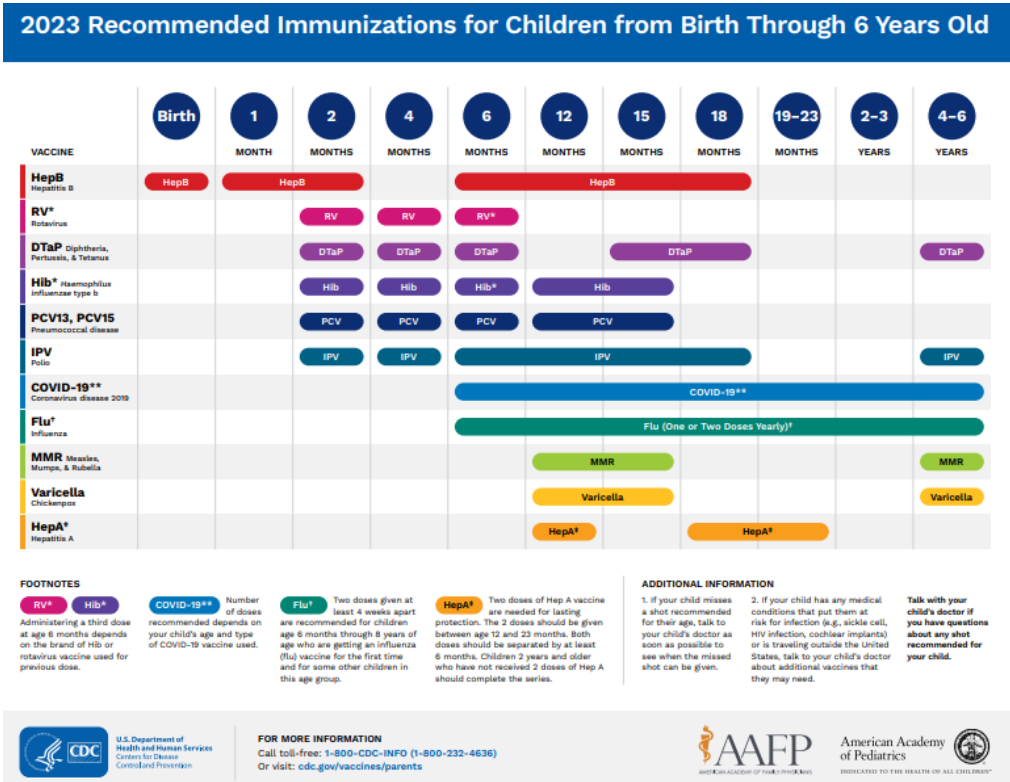 2023 Recommended Immunizations for Children from Birth Through 6 Years Old
Birth
1
2
4
6
12
15
18
19–23
2–3
4–6
VACCINE
MONTH
MONTHS
MONTHS
MONTHS
MONTHS
MONTHS
MONTHS
MONTHS
YEARS
YEARS
HepB
Hepatitis B
HepB
HepB
HepB
RV*
Rotavirus
RV
RV
RV*
DTaP Diphtheria,
Pertussis, & Tetanus
DTaP
DTaP
DTaP
DTaP
DTaP
Hib* Haemophilus
influenzae type b
Hib
Hib
Hib*
Hib
PCV13, PCV15
Pneumococcal disease
PCV
PCV
PCV
PCV
IPV
Polio
IPV
IPV
IPV
IPV
COVID-19**
Coronavirus disease 2019
COVID-19**
Flu†
Influenza
Flu (One or Two Doses Yearly)†
MMR Measles,
Mumps, & Rubella
MMR
MMR
Varicella
Chickenpox
Varicella
Varicella
HepA‡
Hepatitis A
HepA‡
HepA‡
FOOTNOTES
RV*
Hib*
Administering a third dose
at age 6 months depends
on the brand of Hib or
rotavirus vaccine used for
previous dose.
COVID-19**
Number
of doses
recommended depends on
your child's age and type
of COVID-19 vaccine used.
Flu†
Two doses given at
least 4 weeks apart
are recommended for children
age 6 months through 8 years of
age who are getting an influenza
(flu) vaccine for the first time
and for some other children in
this age group.
HepA‡
Two doses of Hep A vaccine
are needed for lasting
protection. The 2 doses should be given
between age 12 and 23 months. Both
doses should be separated by at least
6 months. Children 2 years and older
who have not received 2 doses of Hep A
should complete the series.
ADDITIONAL INFORMATION
1. If your child misses
a shot recommended
for their age, talk to
your child's doctor as
soon as possible to
see when the missed
shot can be given.
2. If your child has any medical
conditions that put them at
risk for infection (e.g., sickle cell,
HIV infection, cochlear implants)
or is traveling outside the United
States, talk to your child's doctor
about additional vaccines that
they may need.
Talk with your
child's doctor if
you have questions
about any shot
recommended for
your child.
CDC
U.S. Department of
Health and Human Services
Centers for Disease
Control and Prevention
FOR MORE INFORMATION
Call toll-free: 1-800-CDC-INFO (1-800-232-4636)
Or visit: cdc.gov/vaccines/parents
AAFP
AMERICAN ACADEMY OF FAMILY PHYSICIANS
American Academy
of Pediatrics
DEDICATED TO THE HEALTH OF ALL CHILDREN®